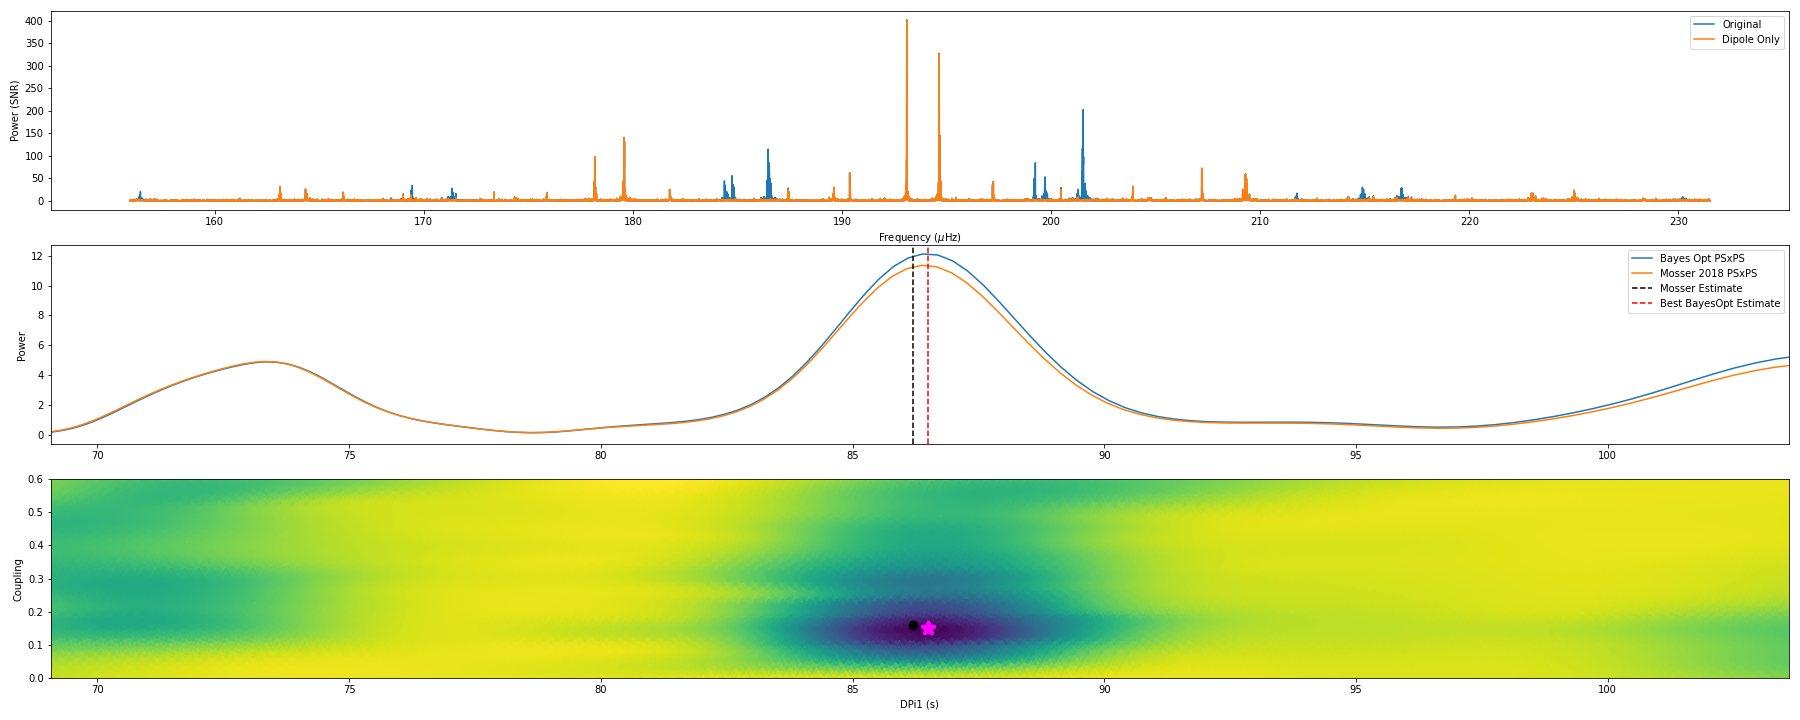 400
350
300
250
200
150
100
50
0
Power (SNR)
Original
Dipole Only
160 170 180 190 200 210 220 230
Frequency (μHz)
12
10
8
6
4
2
0
Power
Bayes Opt PSxPS
Mosser 2018 PSxPS
Mosser Estimate
Best BayesOpt Estimate
70 75 80 85 90 95 100
0.6
0.5
0.4
0.3
0.2
0.1
0.0
Coupling
70 75 80 85 90 95 100
DPi1 (s)